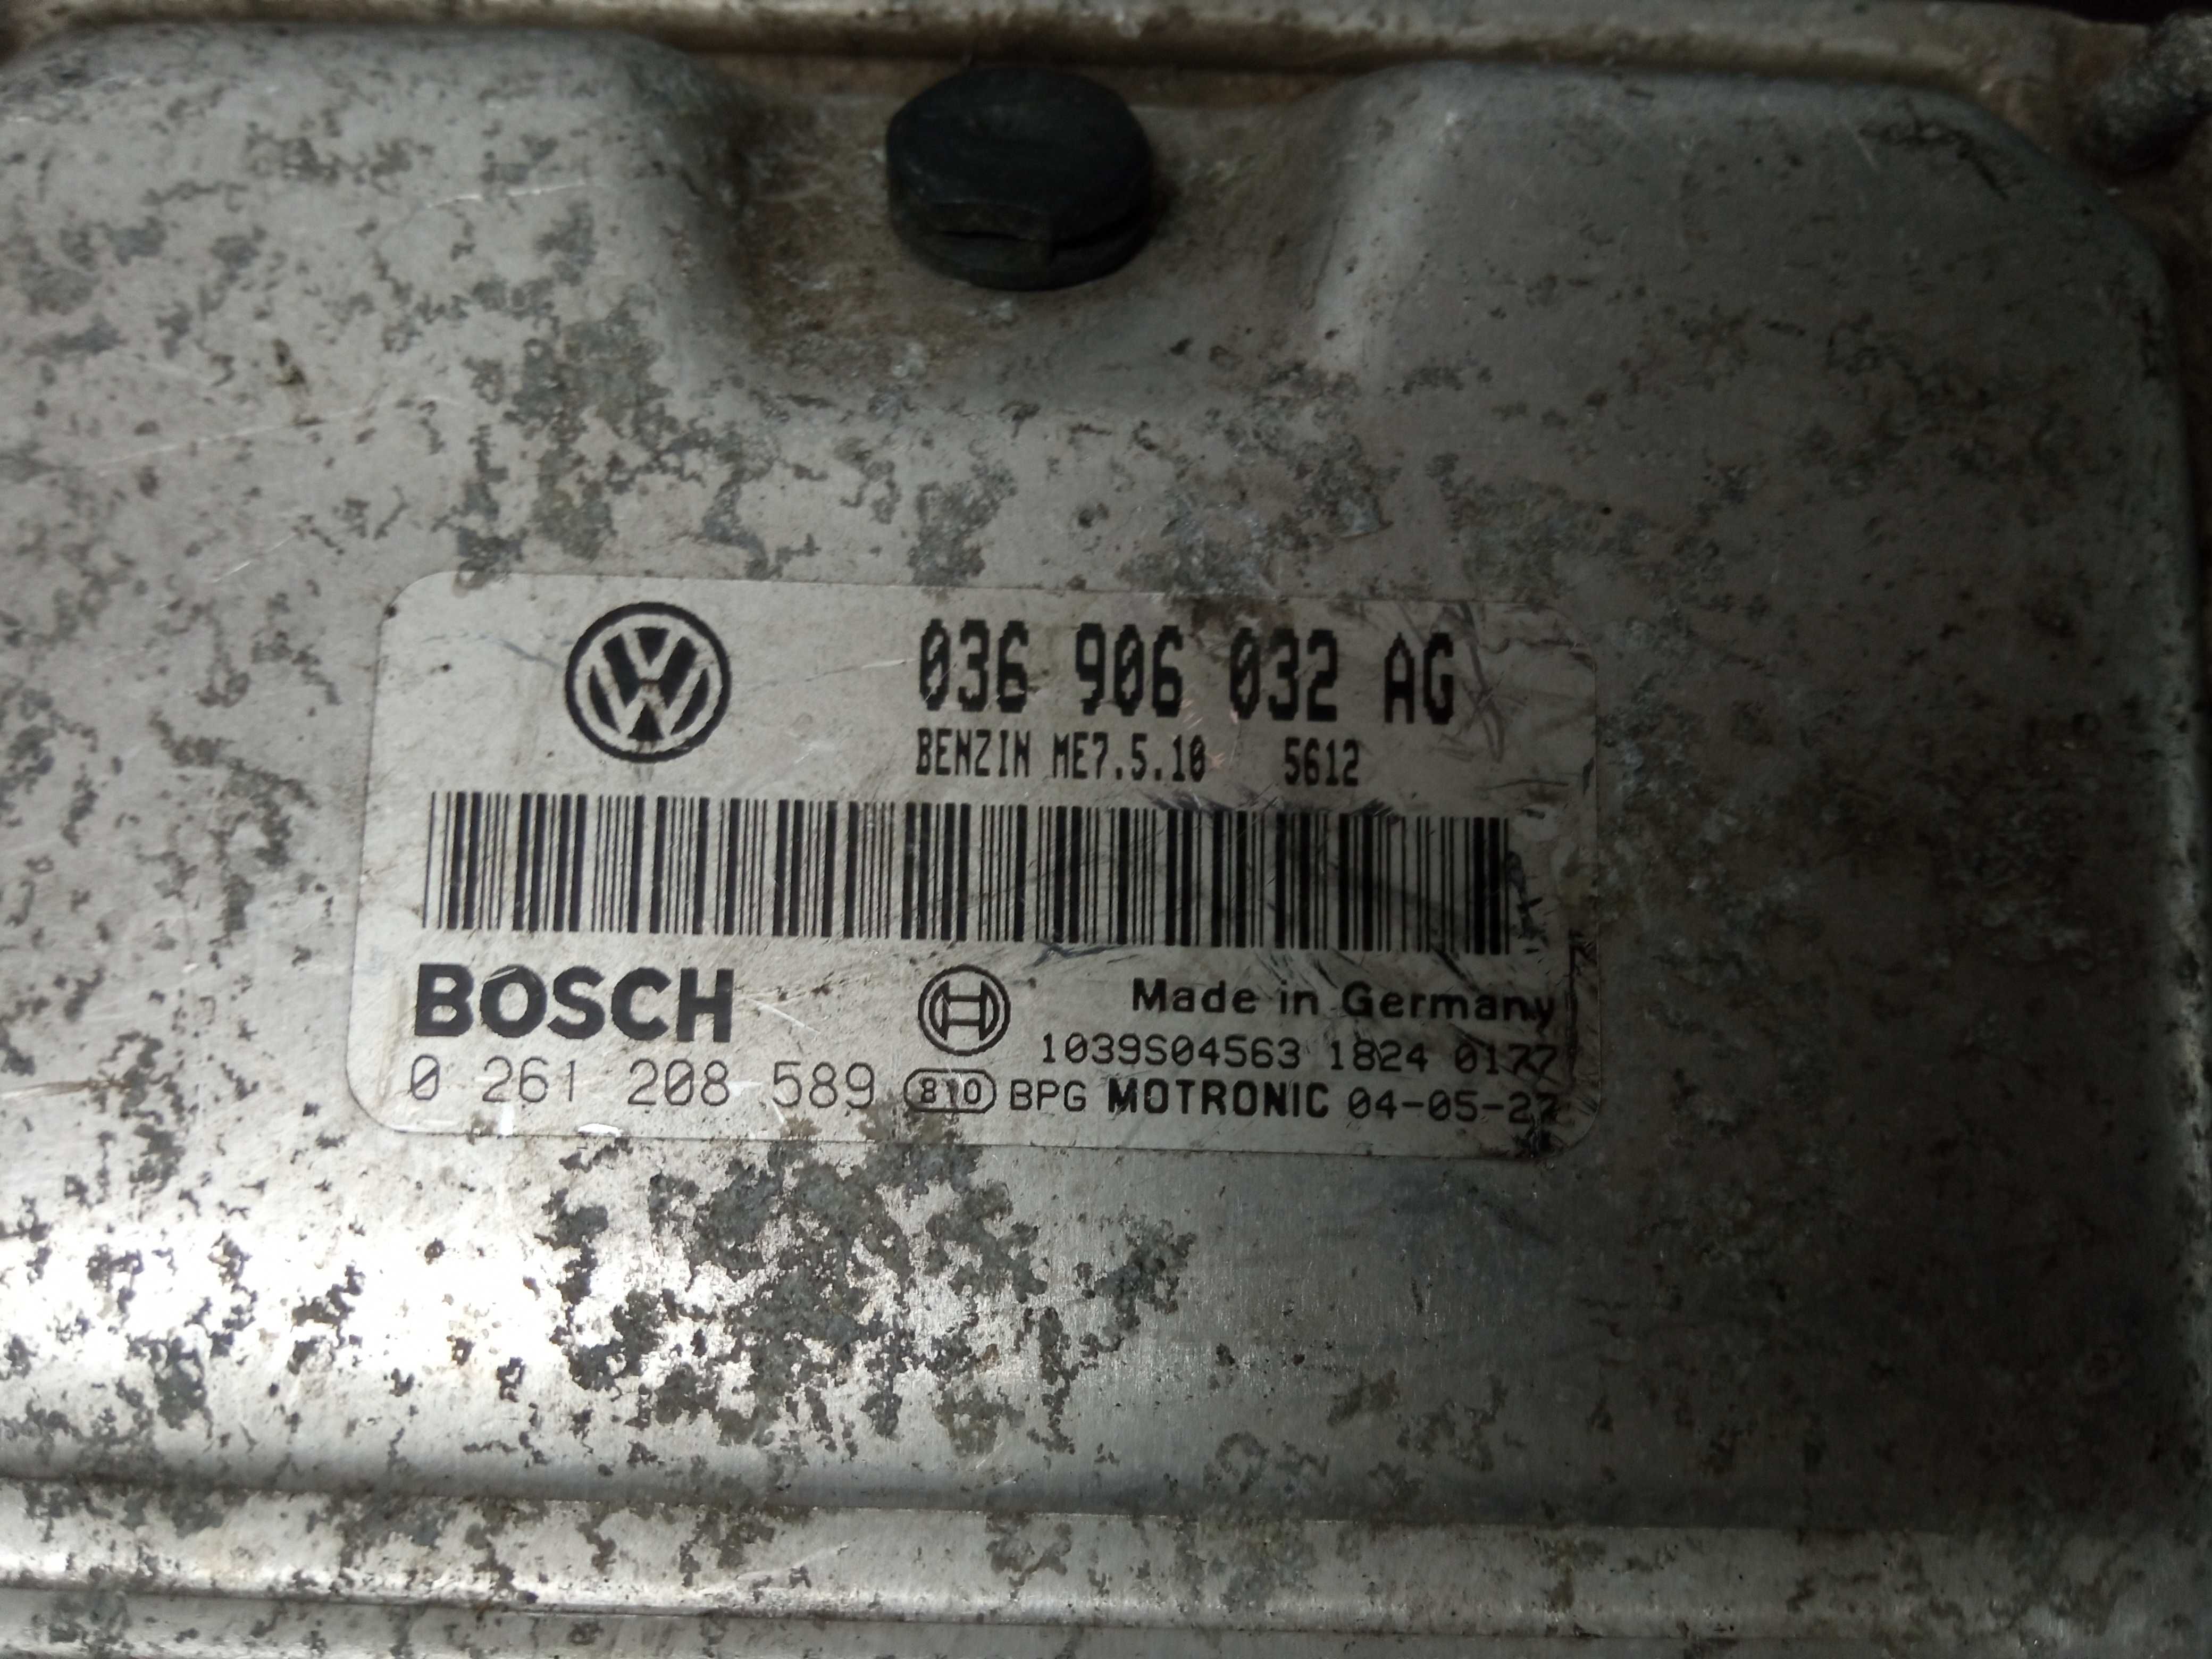 036 906 032 AG
BENZIN ME7.5.10 5612
BOSCH
Made in Germany
1039S04563 1824 0177
0 261 208 589 810 BPG MOTRONIC 04-05-27